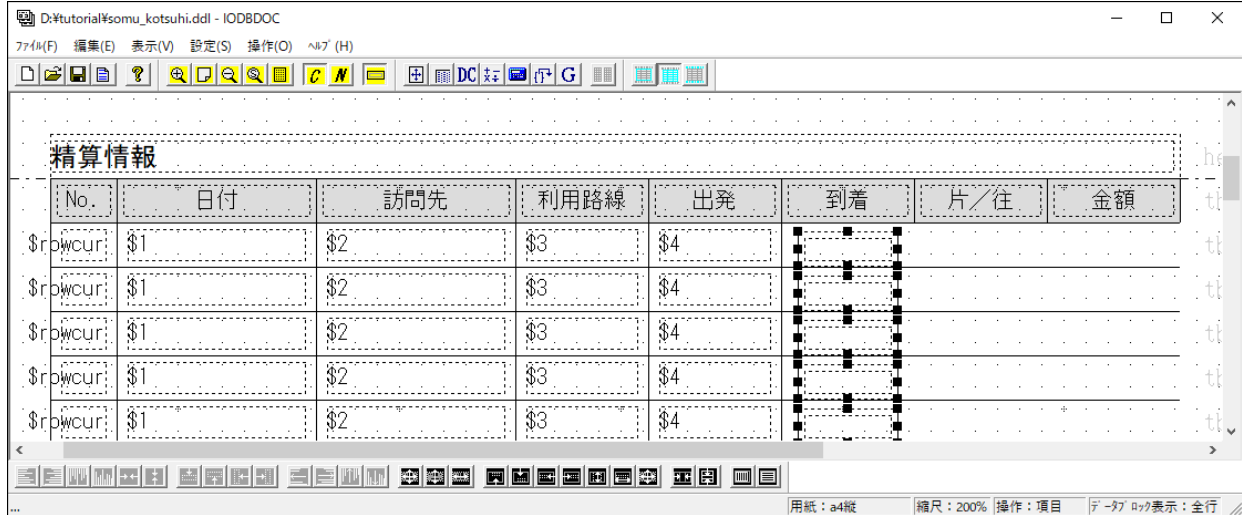 D:¥tutorial¥somu_kotsuhi.ddl - IODBDOC
ファイル(F) 編集(E) 表示(V) 設定(S) 操作(O) ヘルプ(H)
C N DC G
精算情報
No. 日付 訪問先 利用路線 出発 到着 片／往 金額
$rowcur $1 $2 $3 $4
$rowcur $1 $2 $3 $4
$rowcur $1 $2 $3 $4
$rowcur $1 $2 $3 $4
$rowcur $1 $2 $3 $4
... 用紙：a4縦 縮尺：200% 操作：項目 データブロック表示：全行